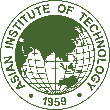 ASIAN INSTITUTE OF TECHNOLOGY
1959